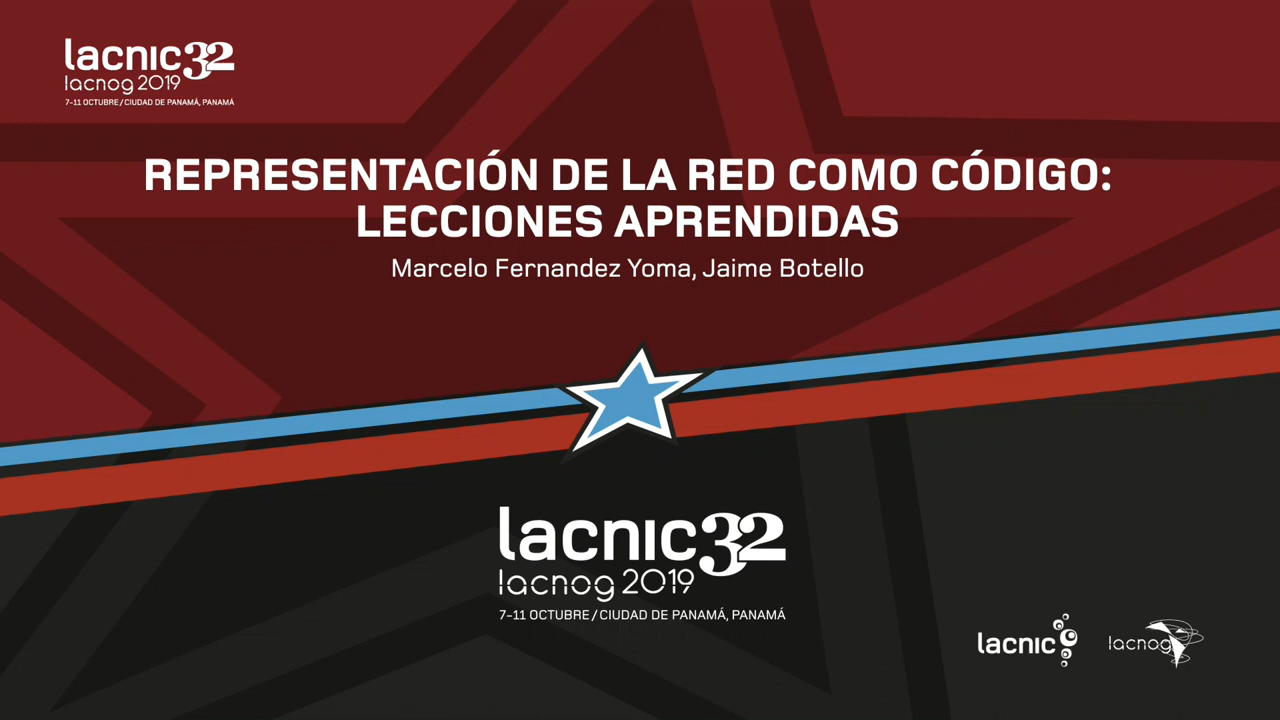 lacnic32
lacnog 2019
7-11 OCTUBRE / CIUDAD DE PANAMÁ, PANAMÁ
REPRESENTACIÓN DE LA RED COMO CÓDIGO:
LECCIONES APRENDIDAS
Marcelo Fernandez Yoma, Jaime Botello
lacnic32
lacnog 2019
7-11 OCTUBRE / CIUDAD DE PANAMÁ, PANAMÁ
lacnic
lacnog